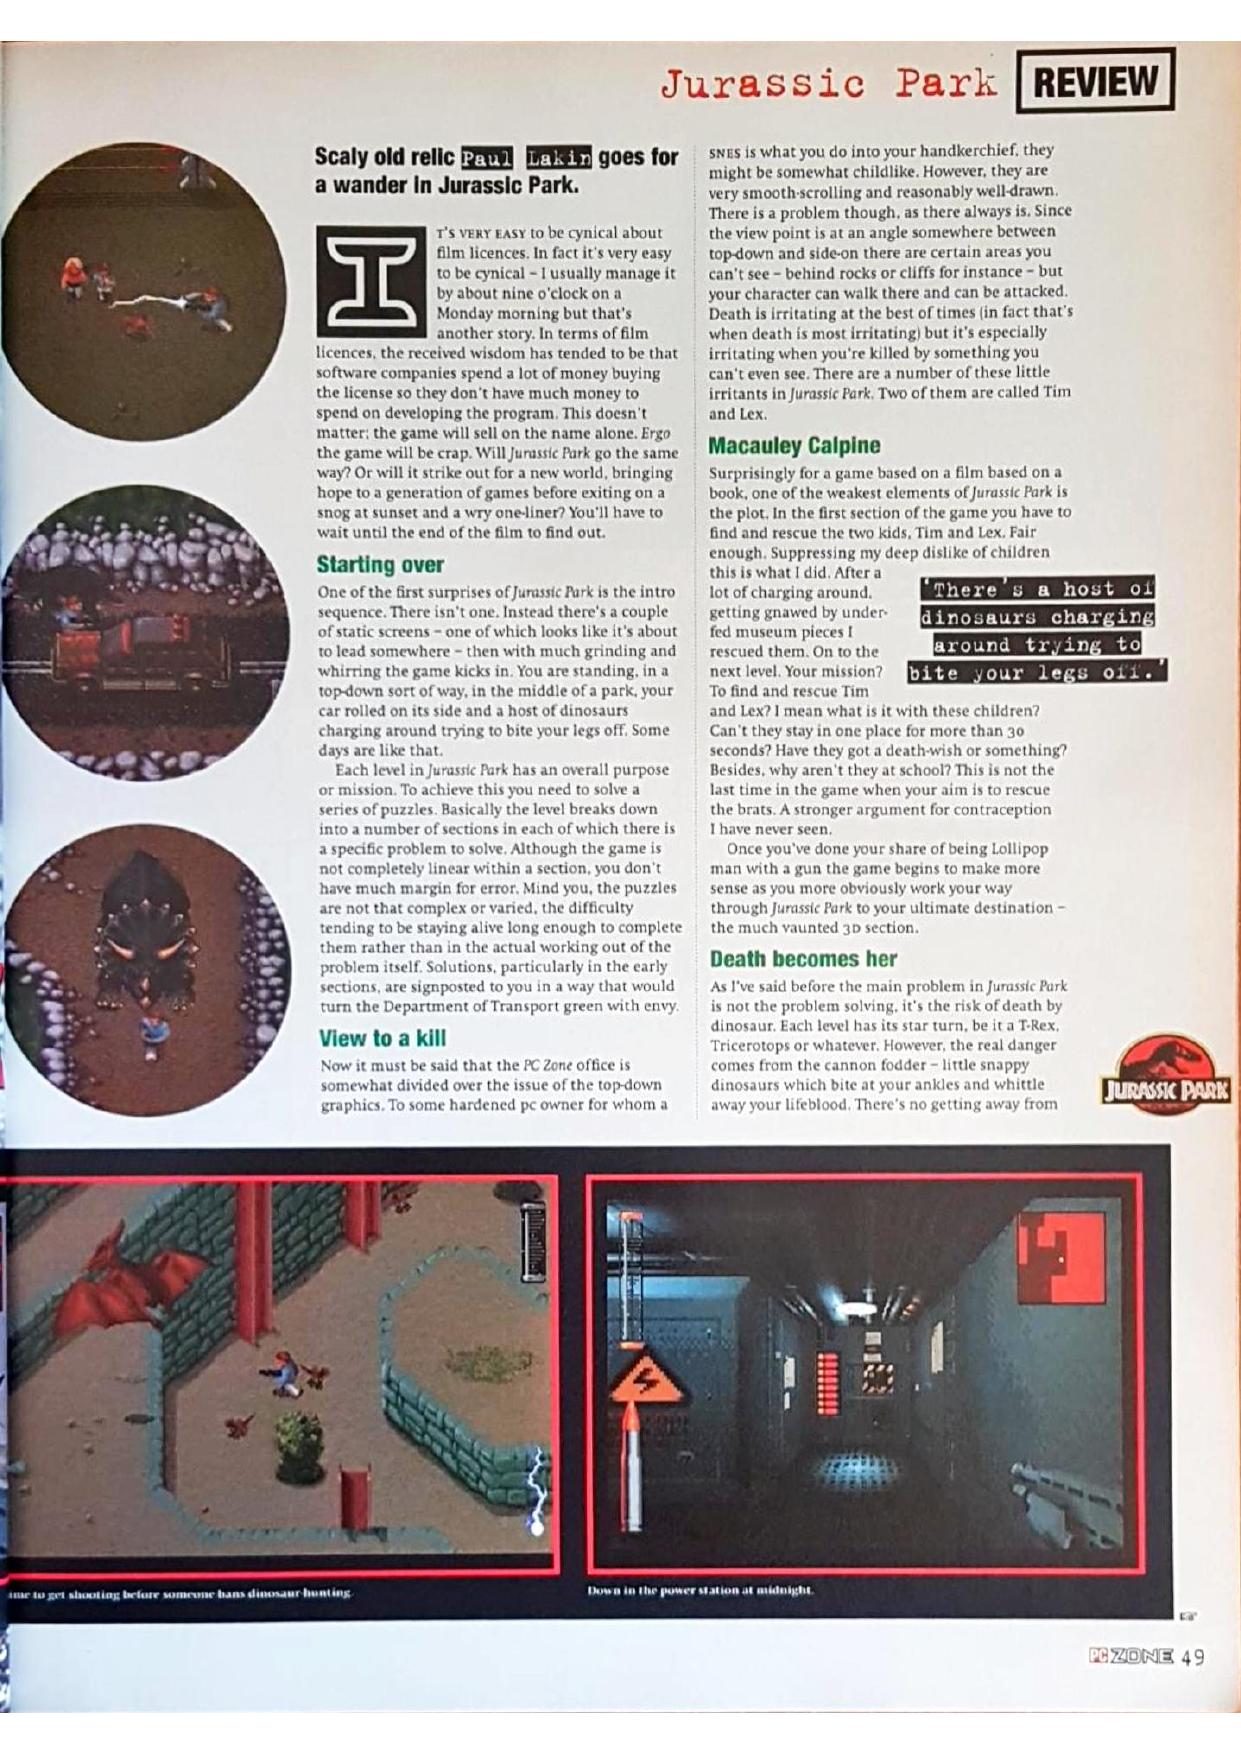 Jurassic Park REVIEW
Scaly old relic Paul Lakin goes for
a wander in Jurassic Park.
IT'S VERY EASY to be cynical about
film licences. In fact it's very easy
to be cynical – I usually manage it
by about nine o'clock on a
Monday morning but that's
another story. In terms of film
licences, the received wisdom has tended to be that
software companies spend a lot of money buying
the license so they don't have much money to
spend on developing the program. This doesn't
matter; the game will sell on the name alone. Ergo
the game will be crap. Will Jurassic Park go the same
way? Or will it strike out for a new world, bringing
hope to a generation of games before exiting on a
snog at sunset and a wry one-liner? You'll have to
wait until the end of the film to find out.
Starting over
One of the first surprises of Jurassic Park is the intro
sequence. There isn't one. Instead there's a couple
of static screens – one of which looks like it's about
to lead somewhere – then with much grinding and
whirring the game kicks in. You are standing, in a
top-down sort of way, in the middle of a park, your
car rolled on its side and a host of dinosaurs
charging around trying to bite your legs off. Some
days are like that.
Each level in Jurassic Park has an overall purpose
or mission. To achieve this you need to solve a
series of puzzles. Basically the level breaks down
into a number of sections in each of which there is
a specific problem to solve. Although the game is
not completely linear within a section, you don't
have much margin for error. Mind you, the puzzles
are not that complex or varied, the difficulty
tending to be staying alive long enough to complete
them rather than in the actual working out of the
problem itself. Solutions, particularly in the early
sections, are signposted to you in a way that would
turn the Department of Transport green with envy.
View to a kill
Now it must be said that the PC Zone office is
somewhat divided over the issue of the top-down
graphics. To some hardened pc owner for whom a
SNES is what you do into your handkerchief, they
might be somewhat childlike. However, they are
very smooth-scrolling and reasonably well-drawn.
There is a problem though, as there always is. Since
the view point is at an angle somewhere between
top-down and side-on there are certain areas you
can't see – behind rocks or cliffs for instance – but
your character can walk there and can be attacked.
Death is irritating at the best of times (in fact that's
when death is most irritating) but it's especially
irritating when you're killed by something you
can't even see. There are a number of these little
irritants in Jurassic Park. Two of them are called Tim
and Lex.
Macauley Calpine
Surprisingly for a game based on a film based on a
book, one of the weakest elements of Jurassic Park is
the plot. In the first section of the game you have to
find and rescue the two kids, Tim and Lex. Fair
enough. Suppressing my deep dislike of children
this is what I did. After a
lot of charging around,
getting gnawed by under-
fed museum pieces I
rescued them. On to the
next level. Your mission?
To find and rescue Tim
and Lex? I mean what is it with these children?
Can't they stay in one place for more than 30
seconds? Have they got a death-wish or something?
Besides, why aren't they at school? This is not the
last time in the game when your aim is to rescue
the brats. A stronger argument for contraception
I have never seen.
Once you've done your share of being Lollipop
man with a gun the game begins to make more
sense as you more obviously work your way
through Jurassic Park to your ultimate destination –
the much vaunted 3D section.
'There's a host of
dinosaurs charging
around trying to
bite your legs off.'
Death becomes her
As I've said before the main problem in Jurassic Park
is not the problem solving, it's the risk of death by
dinosaur. Each level has its star turn, be it a T-Rex,
Tricerotops or whatever. However, the real danger
comes from the cannon fodder – little snappy
dinosaurs which bite at your ankles and whittle
away your lifeblood. There's no getting away from
JURASSIC PARK
to get shooting before someone bans dinosaur-hunting.
Down in the power station at midnight.
PC ZONE 49